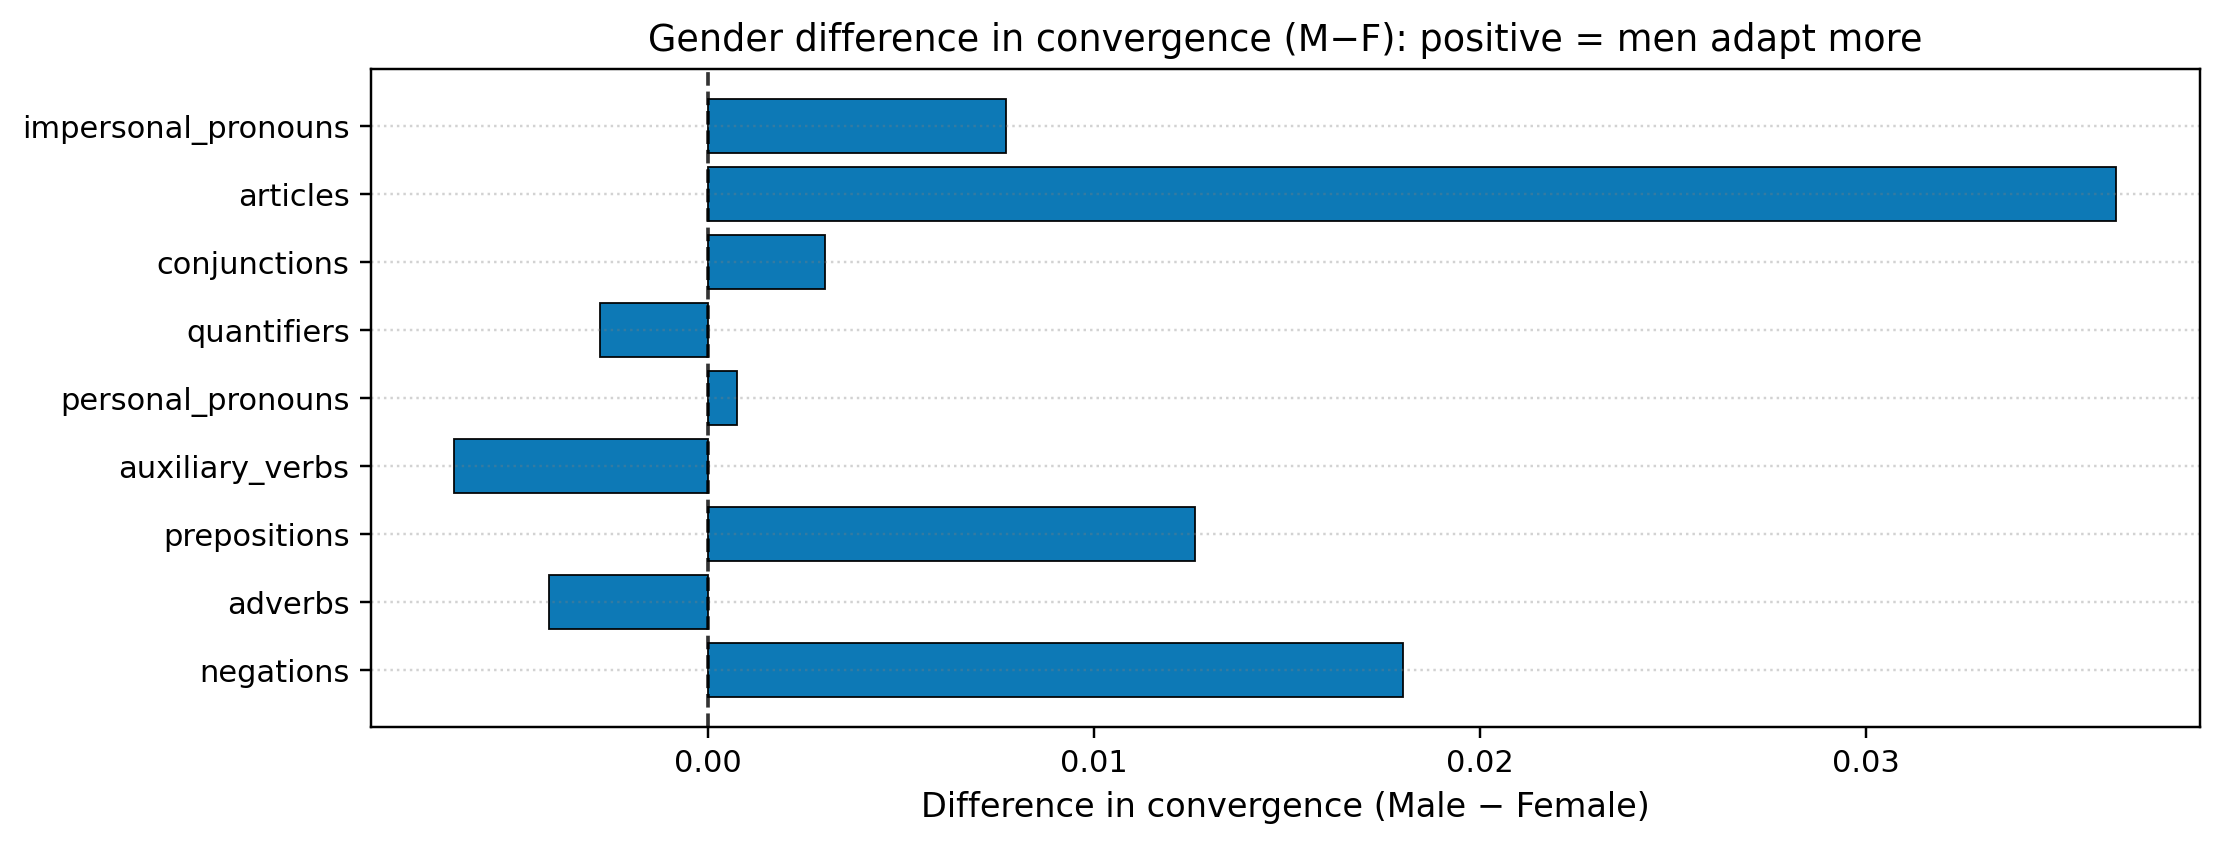 Gender difference in convergence (M−F): positive = men adapt more
impersonal_pronouns
articles
conjunctions
quantifiers
personal_pronouns
auxiliary_verbs
prepositions
adverbs
negations
0.00 0.01 0.02 0.03
Difference in convergence (Male − Female)